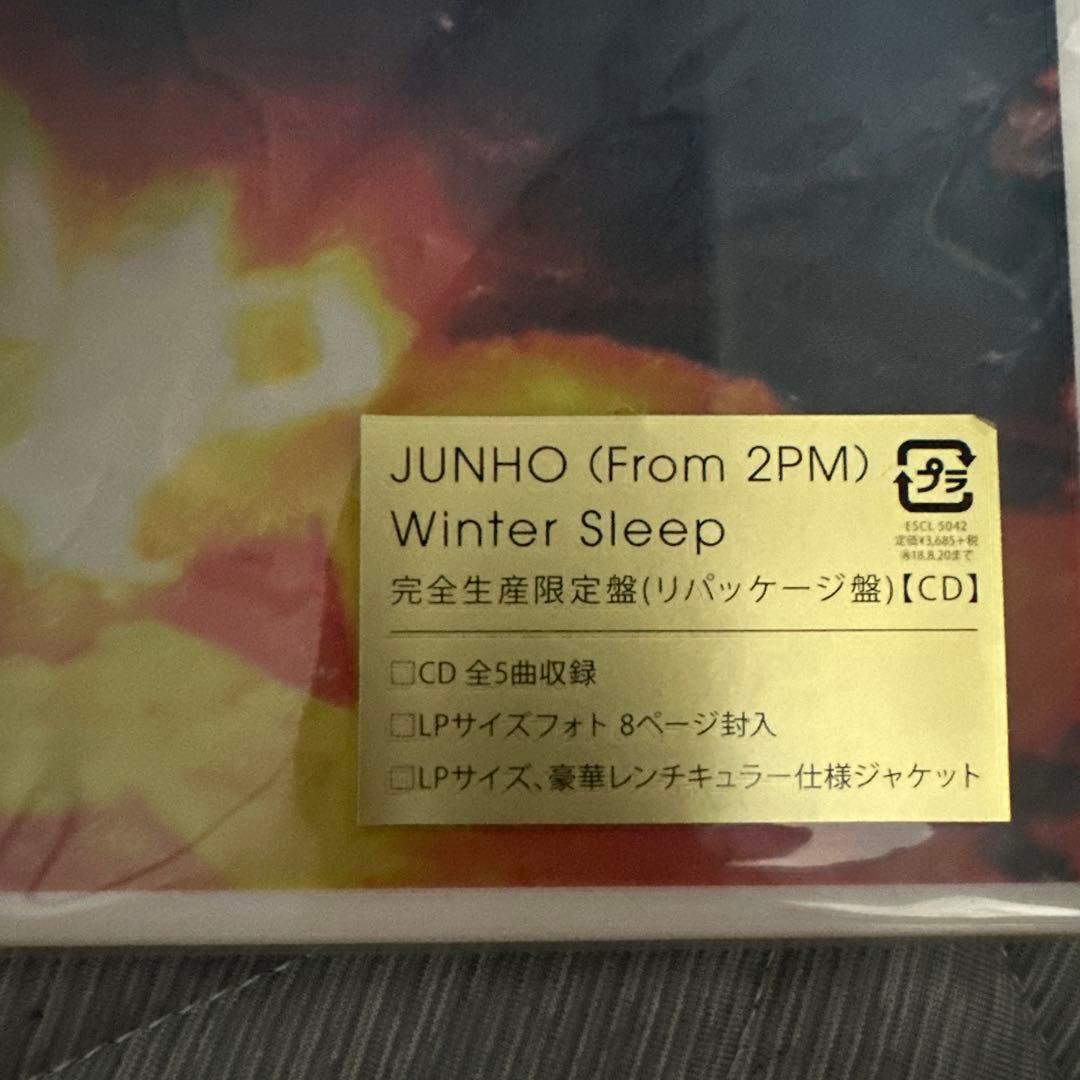 JUNHO (From 2PM)
Winter Sleep
完全生産限定盤(リパッケージ盤)【CD】
プラ
ESCL 5042
定価¥3,685+税
18.8.20まで
□CD 全5曲収録
□LPサイズフォト 8ページ封入
□LPサイズ、豪華レンチキュラー仕様ジャケット